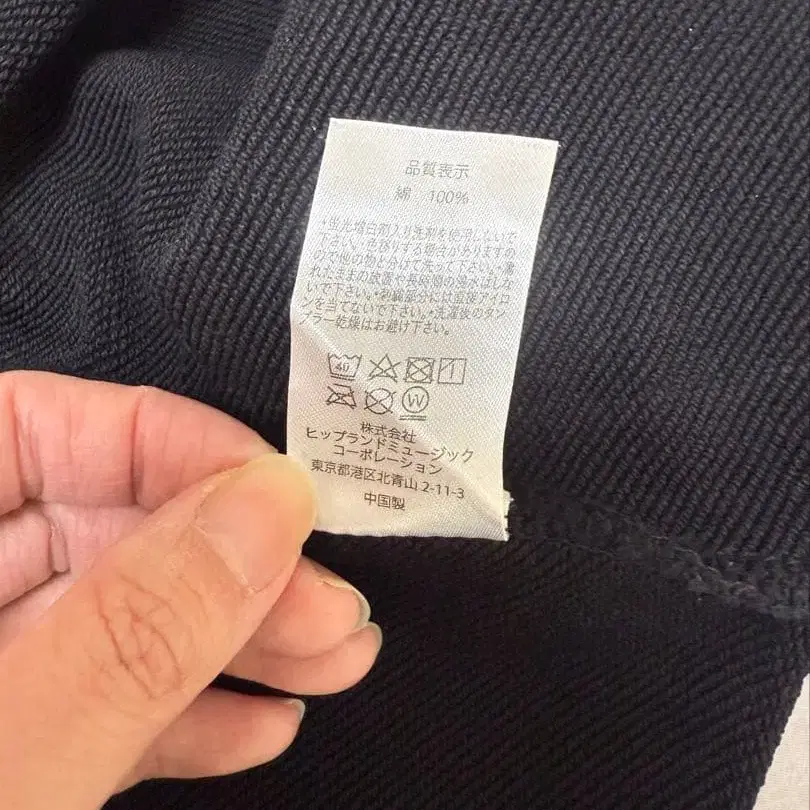 品質表示
綿 100%
・蛍光増白剤入り洗剤を使用しないで
下さい。・色移りする場合がありますの
で他の物と分けて洗って下さい。・濡
れたままの放置や長時間の浸水はしな
いで下さい。・刺繍部分には直接アイロ
ンを当てないで下さい。・洗濯後のタン
ブラー乾燥はお避け下さい。
40
W
株式会社
ヒップランドミュージック
コーポレーション
東京都港区北青山 2-11-3
中国製